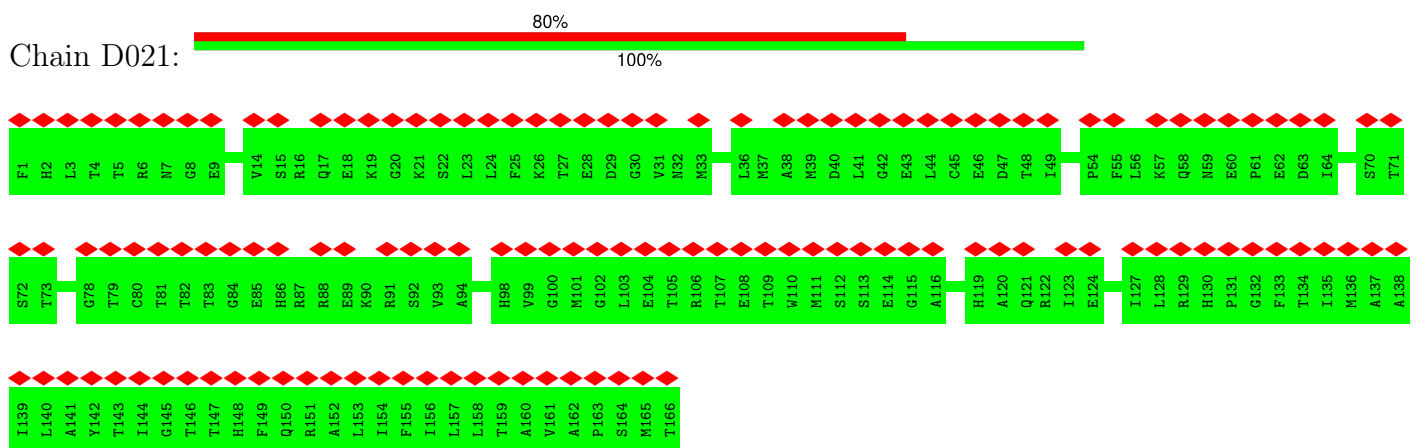 80%
Chain D021:
100%
F1 H2 L3 T4 T5 R6 N7 G8 E9 V14 S15 R16 Q17 E18 K19 G20 K21 S22 L23 L24 F25 K26 T27 E28 D29 G30 V31 N32 M33 L36 M37 A38 M39 D40 L41 G42 E43 L44 C45 E46 D47 T48 I49 P54 F55 L56 K57 Q58 N59 E60 P61 E62 D63 I64 S70 T71
S72 T73 G78 T79 C80 T81 T82 T83 G84 E85 H86 R87 R88 E89 K90 R91 S92 V93 A94 H98 V99 G100 M101 G102 L103 E104 T105 R106 T107 E108 T109 W110 M111 S112 S113 E114 G115 A116 H119 A120 Q121 R122 I123 E124 I127 L128 R129 H130 P131 G132 F133 T134 I135 M136 A137 A138
I139 L140 A141 Y142 T143 I144 G145 T146 T147 H148 F149 Q150 R151 A152 L153 I154 F155 I156 L157 L158 T159 A160 V161 A162 P163 S164 M165 T166